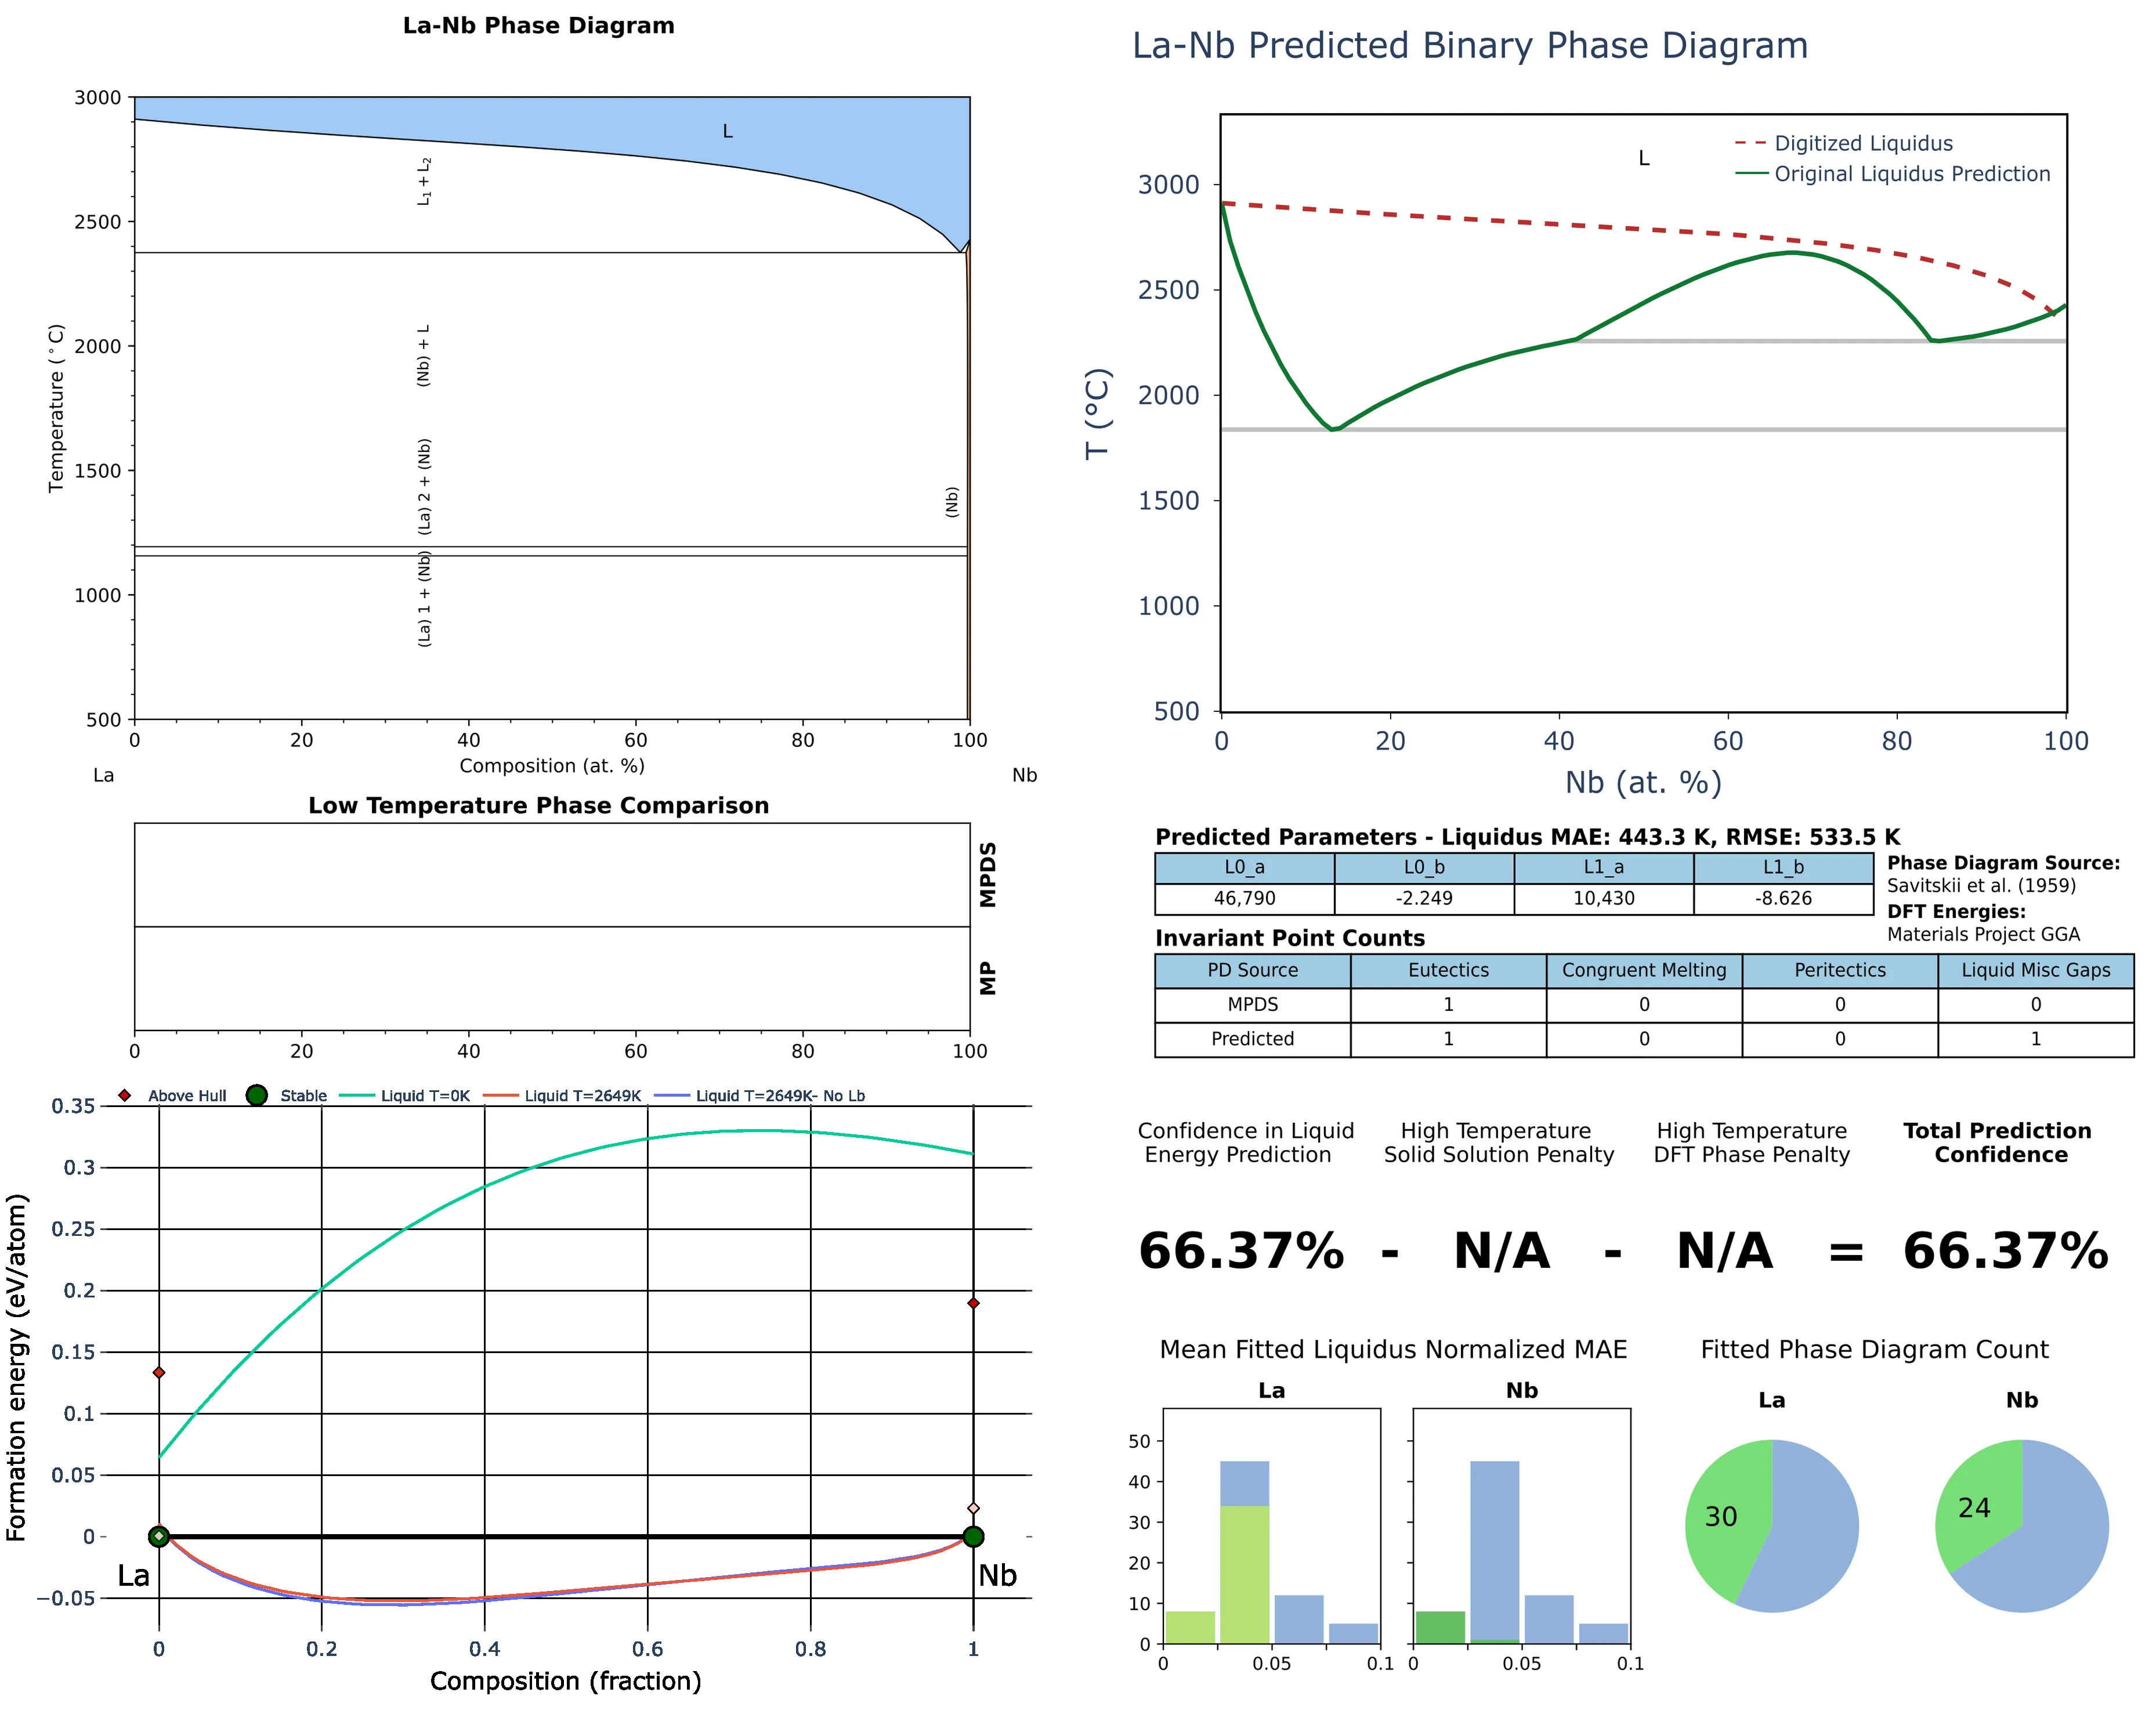 La-Nb Phase Diagram
3000
2500
2000
1500
1000
500
Temperature (°C)
L
L1 + L2
(Nb) + L
(La) 2 + (Nb)
(La) 1 + (Nb)
(Nb)
0 20 40 60 80 100
Composition (at. %)
La Nb
Low Temperature Phase Comparison
MPDS
MP
0 20 40 60 80 100
Above Hull Stable Liquid T=0K Liquid T=2649K Liquid T=2649K- No Lb
0.35
0.3
0.25
0.2
0.15
0.1
0.05
0
−0.05
Formation energy (eV/atom)
La Nb
0 0.2 0.4 0.6 0.8 1
Composition (fraction)
La-Nb Predicted Binary Phase Diagram
L
Digitized Liquidus
Original Liquidus Prediction
3000
2500
2000
1500
1000
500
T (°C)
0 20 40 60 80 100
Nb (at. %)
Predicted Parameters - Liquidus MAE: 443.3 K, RMSE: 533.5 K
L0_a L0_b L1_a L1_b
46,790 -2.249 10,430 -8.626
Phase Diagram Source:
Savitskii et al. (1959)
DFT Energies:
Materials Project GGA
Invariant Point Counts
PD Source Eutectics Congruent Melting Peritectics Liquid Misc Gaps
MPDS 1 0 0 0
Predicted 1 0 0 1
Confidence in Liquid
Energy Prediction
High Temperature
Solid Solution Penalty
High Temperature
DFT Phase Penalty
Total Prediction
Confidence
66.37% - N/A - N/A = 66.37%
Mean Fitted Liquidus Normalized MAE
La Nb
50
40
30
20
10
0
0 0.05 0.1 0 0.05 0.1
Fitted Phase Diagram Count
La Nb
30 24